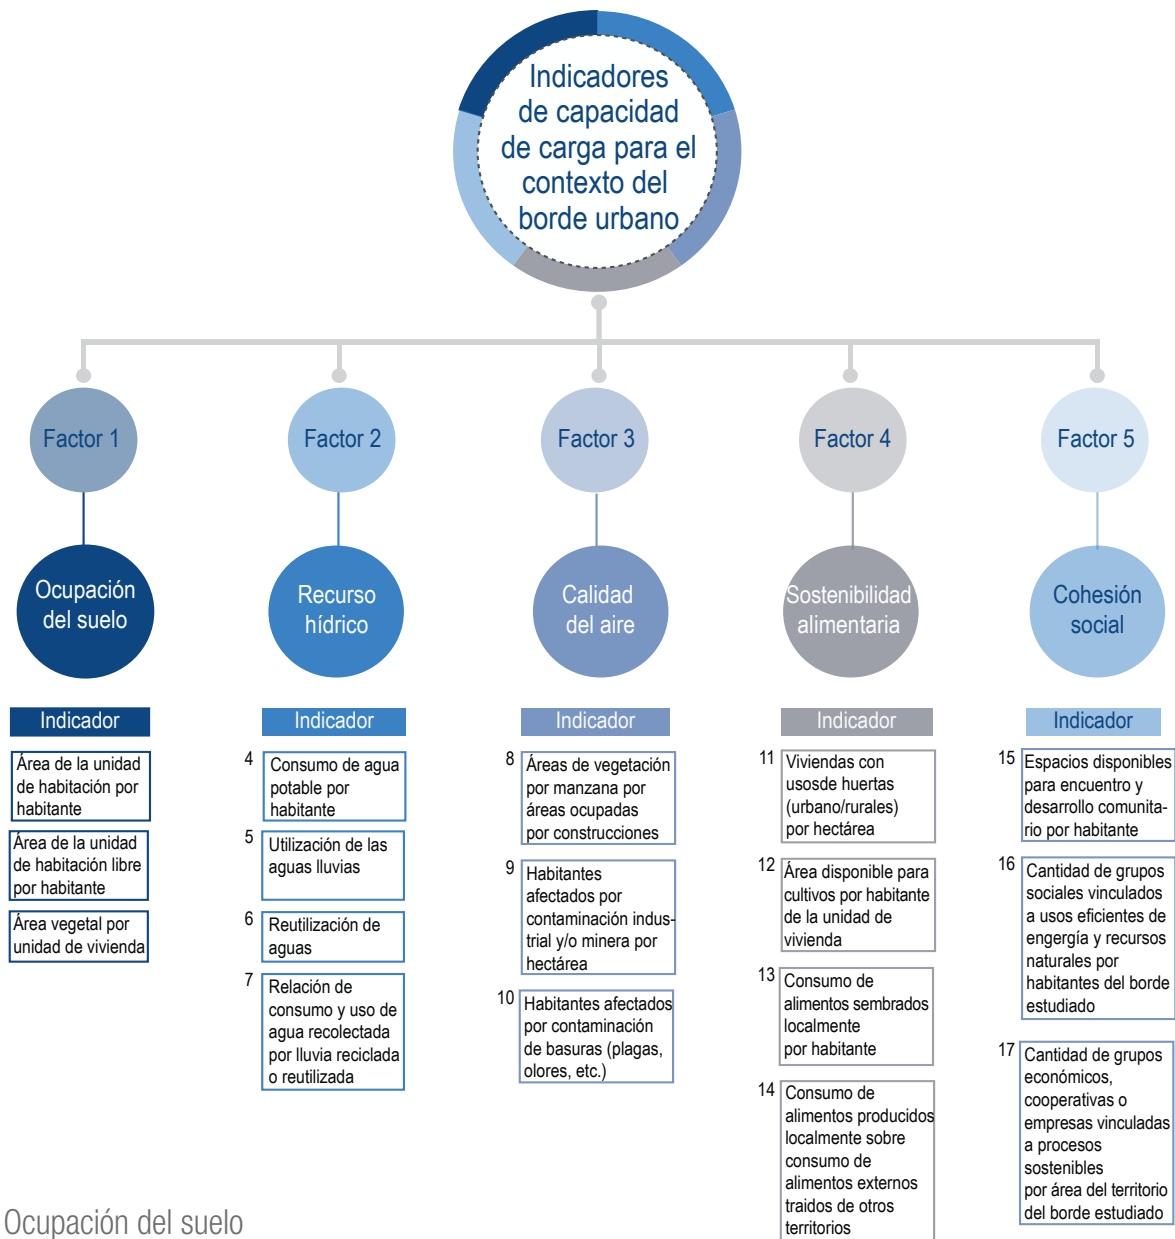 Indicadores
de capacidad
de carga para el
contexto del
borde urbano
Factor 1
Factor 2
Factor 3
Factor 4
Factor 5
Ocupación
del suelo
Recurso
hídrico
Calidad
del aire
Sostenibilidad
alimentaria
Cohesión
social
Indicador
Área de la unidad
de habitación por
habitante
Área de la unidad
de habitación libre
por habitante
Área vegetal por
unidad de vivienda
Indicador
4 Consumo de agua
potable por
habitante
5 Utilización de las
aguas lluvias
6 Reutilización de
aguas
7 Relación de
consumo y uso de
agua recolectada
por lluvia reciclada
o reutilizada
Indicador
8 Áreas de vegetación
por manzana por
áreas ocupadas
por construcciones
9 Habitantes
afectados por
contaminación indus-
trial y/o minera por
hectárea
10 Habitantes afectados
por contaminación
de basuras (plagas,
olores, etc.)
Indicador
11 Viviendas con
usosde huertas
(urbano/rurales)
por hectárea
12 Área disponible para
cultivos por habitante
de la unidad de
vivienda
13 Consumo de
alimentos sembrados
localmente
por habitante
14 Consumo de
alimentos producidos
localmente sobre
consumo de
alimentos externos
traidos de otros
territorios
Indicador
15 Espacios disponibles
para encuentro y
desarrollo comunita-
rio por habitante
16 Cantidad de grupos
sociales vinculados
a usos eficientes de
engergía y recursos
naturales por
habitantes del borde
estudiado
17 Cantidad de grupos
económicos,
cooperativas o
empresas vinculadas
a procesos
sostenibles
por área del territorio
del borde estudiado
Ocupación del suelo